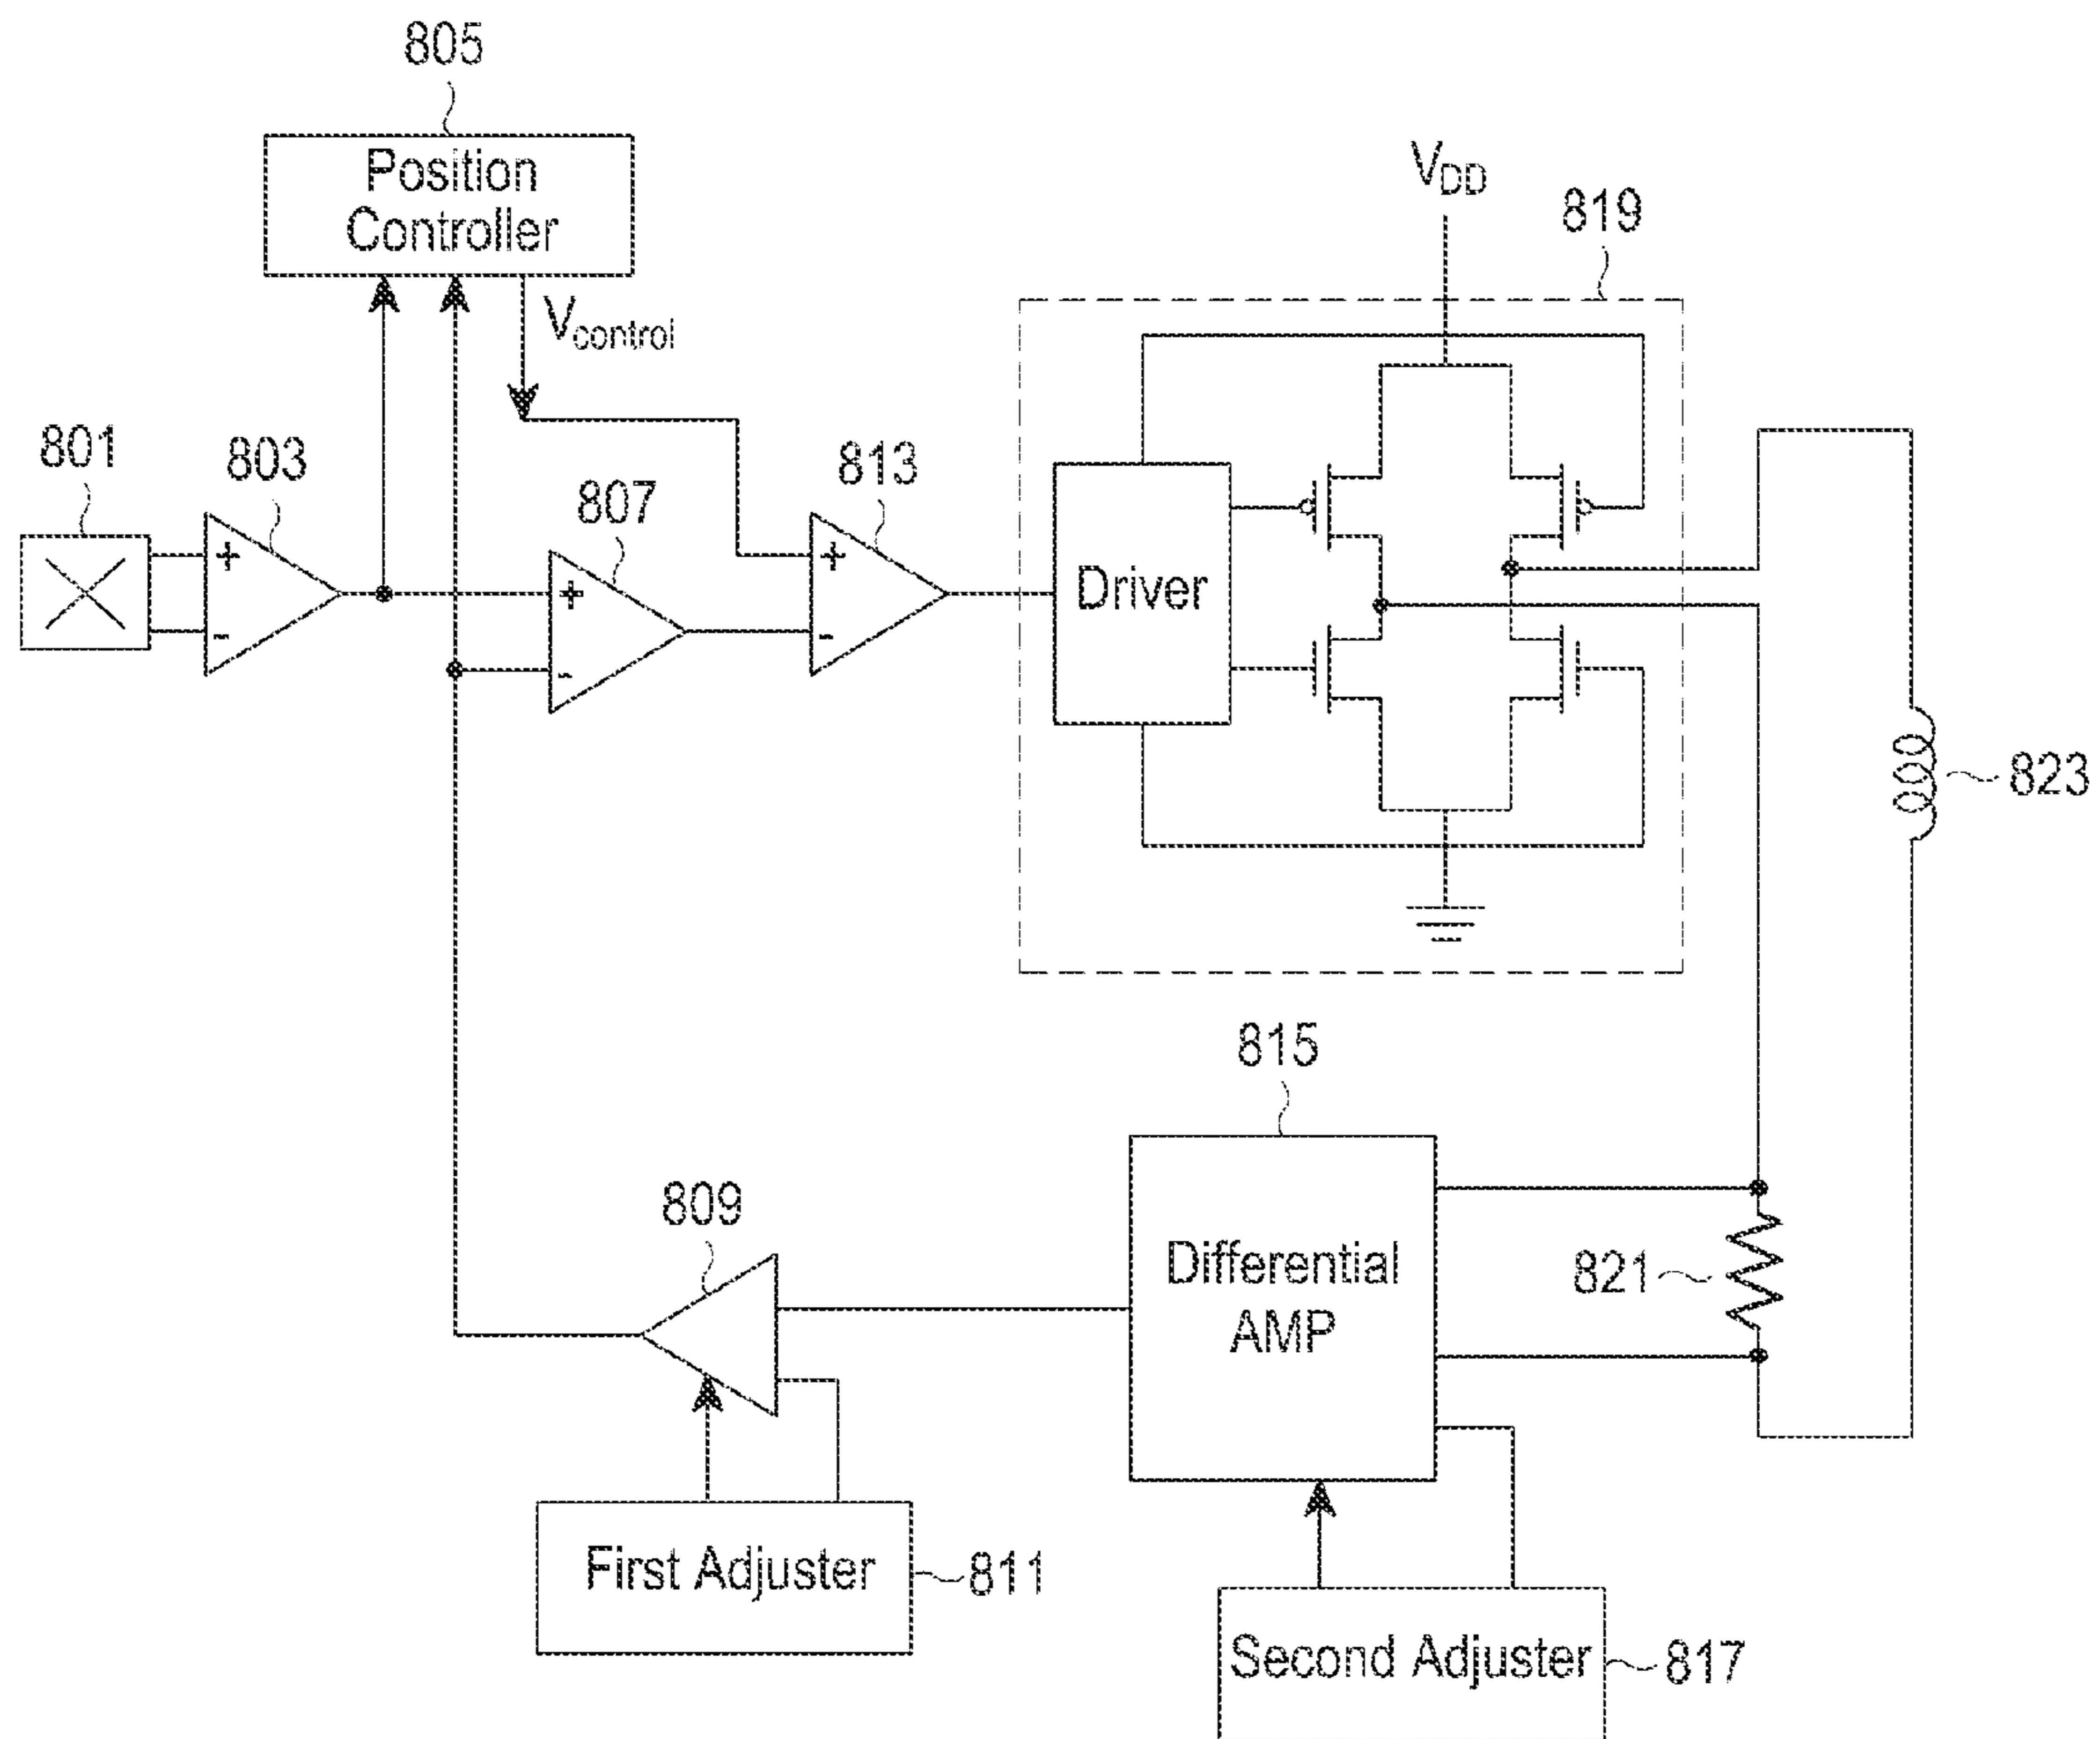 805
Position
Controller
Vcontrol
VDD
819
801
803
807
813
+
-
+
-
+
-
Driver
823
815
809
Differential
AMP
821
First Adjuster
811
Second Adjuster
817